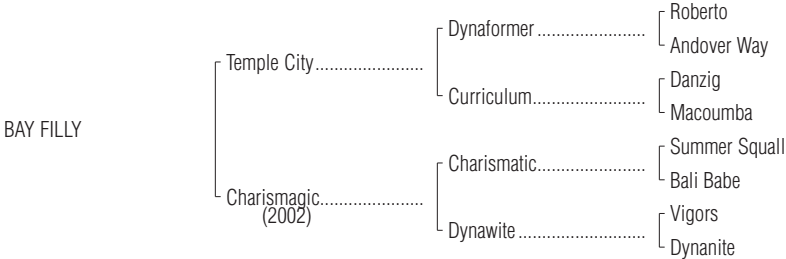 Roberto
Dynaformer ........................
Andover Way
Temple City........................
Danzig
Curriculum.........................
Macoumba
BAY FILLY
Summer Squall
Charismatic........................
Bali Babe
Charismagic.......................
(2002)
Vigors
Dynawite ............................
Dynanite